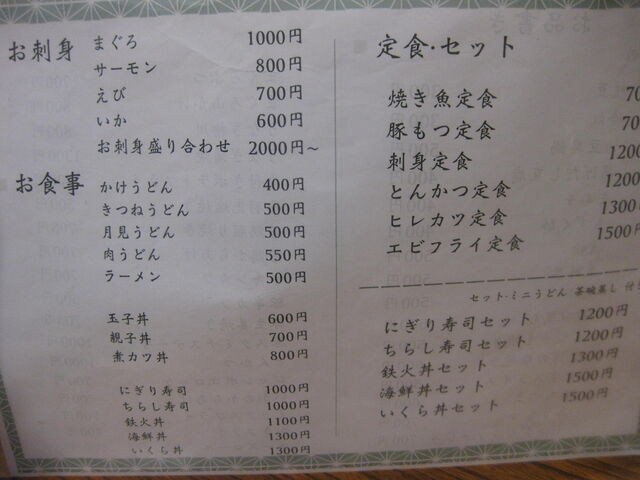 お刺身 まぐろ 1000円
サーモン 800円
えび 700円
いか 600円
お刺身盛り合わせ 2000円～
お食事 かけうどん 400円
きつねうどん 500円
月見うどん 500円
肉うどん 550円
ラーメン 500円
玉子丼 600円
親子丼 700円
煮カツ丼 800円
にぎり寿司 1000円
ちらし寿司 1000円
鉄火丼 1100円
海鮮丼 1300円
いくら丼 1300円
定食・セット
焼き魚定食 70
豚もつ定食 70
刺身定食 1200
とんかつ定食 1200
ヒレカツ定食 1300
エビフライ定食 1500円
セット・ミニうどん 茶碗蒸し 付
にぎり寿司セット 1200円
ちらし寿司セット 1200円
鉄火丼セット 1300円
海鮮丼セット 1500円
いくら丼セット 1500円